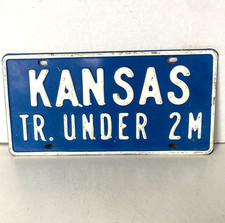 KANSAS
TR. UNDER 2M